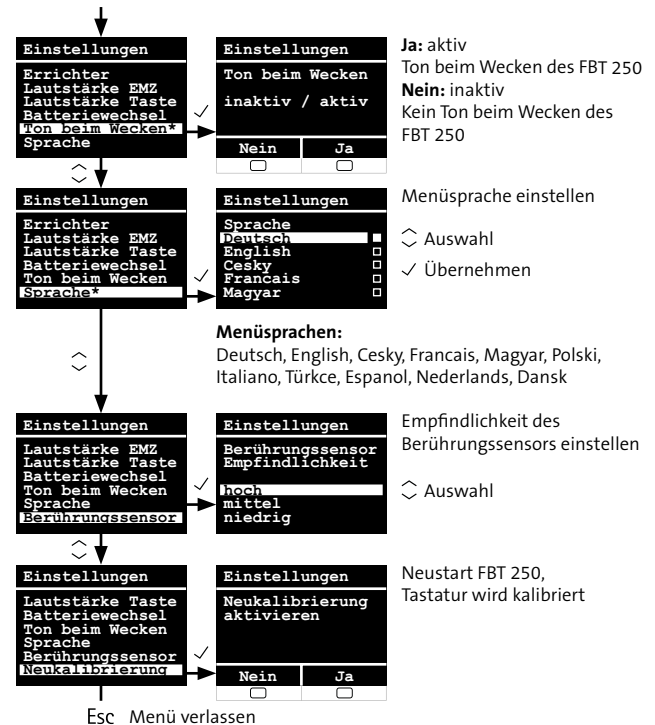 Einstellungen
Errichter
Lautstärke EMZ
Lautstärke Taste
Batteriewechsel
Ton beim Wecken*
Sprache
Einstellungen
Ton beim Wecken
inaktiv / aktiv
Nein Ja
Ja: aktiv
Ton beim Wecken des FBT 250
Nein: inaktiv
Kein Ton beim Wecken des
FBT 250
Einstellungen
Errichter
Lautstärke EMZ
Lautstärke Taste
Batteriewechsel
Ton beim Wecken
Sprache*
Einstellungen
Sprache
Deutsch
English
Cesky
Francais
Magyar
Menüsprache einstellen
Auswahl
Übernehmen
Menüsprachen:
Deutsch, English, Cesky, Francais, Magyar, Polski,
Italiano, Türkce, Espanol, Nederlands, Dansk
Einstellungen
Lautstärke EMZ
Lautstärke Taste
Batteriewechsel
Ton beim Wecken
Sprache
Berührungssensor
Einstellungen
Berührungssensor
Empfindlichkeit
hoch
mittel
niedrig
Empfindlichkeit des
Berührungssensors einstellen
Auswahl
Einstellungen
Lautstärke Taste
Batteriewechsel
Ton beim Wecken
Sprache
Berührungssensor
Neukalibrierung
Einstellungen
Neukalibrierung
aktivieren
Nein Ja
Neustart FBT 250,
Tastatur wird kalibriert
Esc Menü verlassen